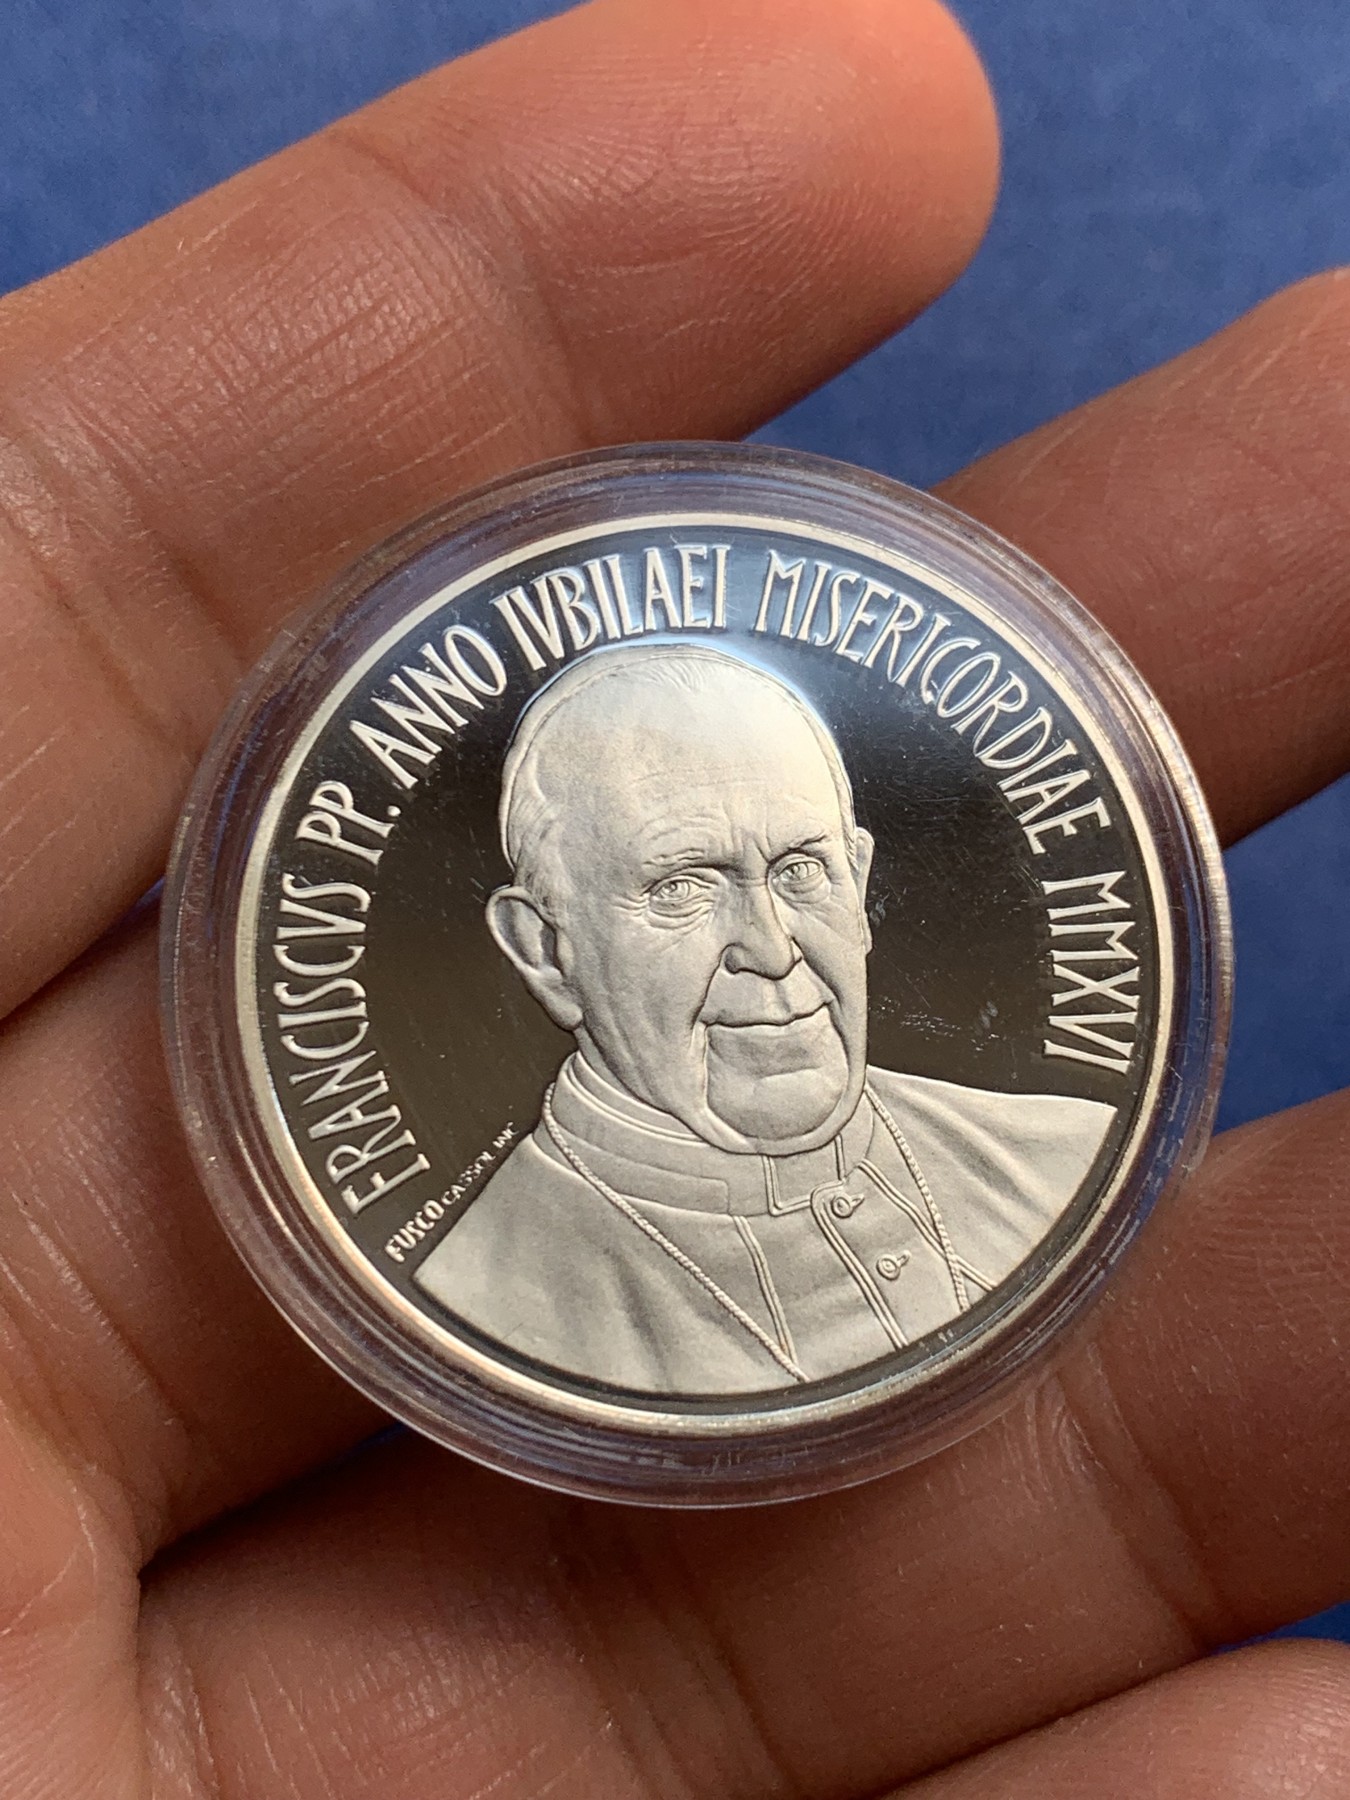 FRANCISCVS PP. ANNO IVBILAEI MISERICORDIAE MMXVI
FUSCO CASSOL INC.